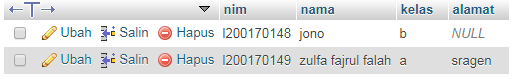 nim nama kelas alamat
Ubah Salin Hapus l200170148 jono b NULL
Ubah Salin Hapus l200170149 zulfa fajrul falah a sragen